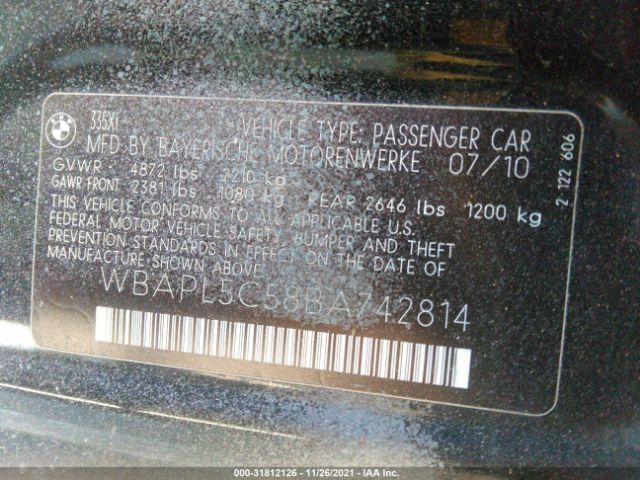 BMW
335XI
VEHICLE TYPE: PASSENGER CAR
MFD BY BAYERISCHE MOTORENWERKE 07/10
GVWR 4872 lbs 2210 kg
GAWR FRONT 2381 lbs 1080 kg REAR 2646 lbs 1200 kg
THIS VEHICLE CONFORMS TO ALL APPLICABLE U.S.
FEDERAL MOTOR VEHICLE SAFETY, BUMPER AND THEFT
PREVENTION STANDARDS IN EFFECT ON THE DATE OF
MANUFACTURE SHOWN ABOVE.
WBAPL5C58BA742814
2 122 606
000-31812126 - 11/26/2021 - IAA Inc.